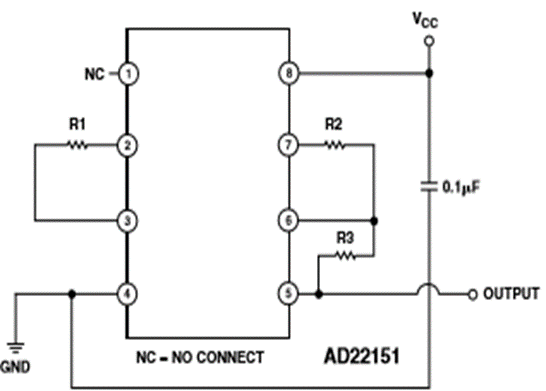 VCC
NC
1
8
R1
2
7
R2
0.1µF
3
6
R3
4
5
OUTPUT
GND
NC = NO CONNECT
AD22151